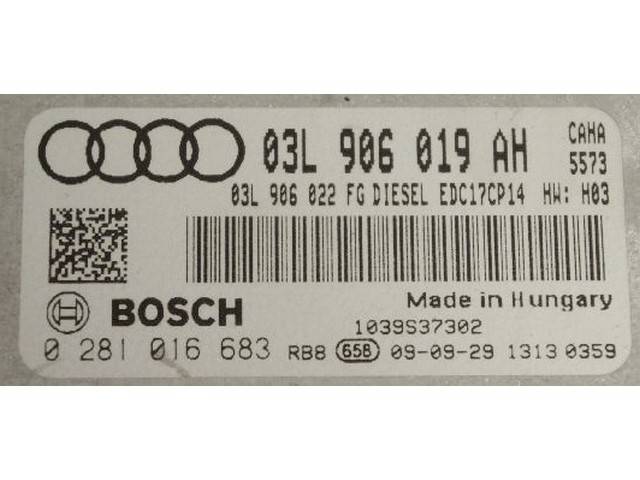 03L 906 019 AH CAHA
5573
03L 906 022 FG DIESEL EDC17CP14 HW: H03
BOSCH
Made in Hungary
1039S37302
0 281 016 683 RB8 658 09-09-29 1313 0359